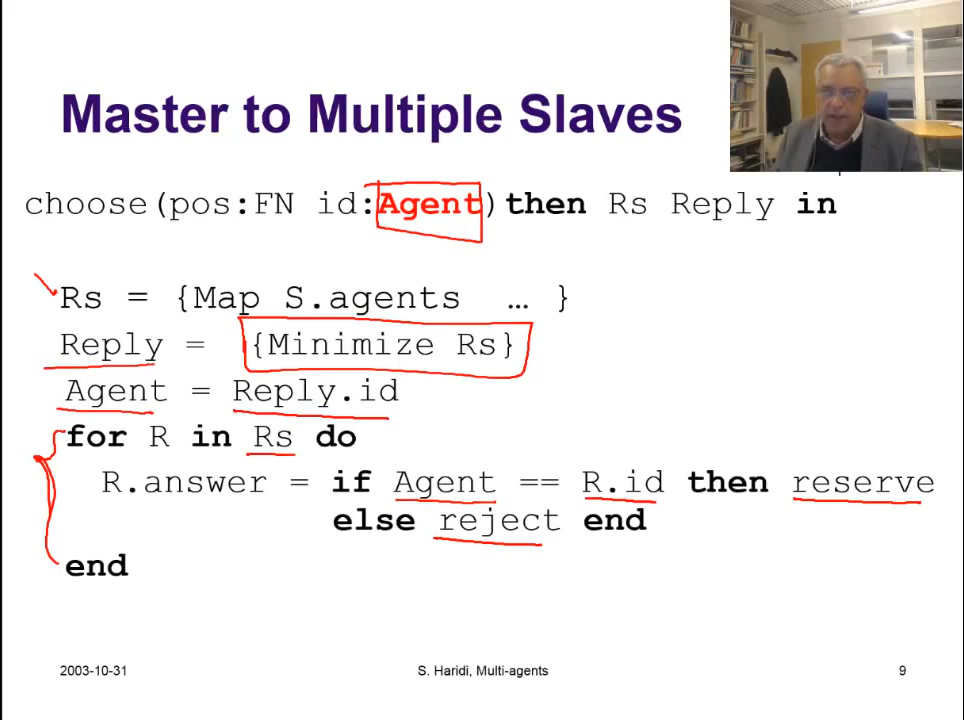 Master to Multiple Slaves
choose(pos:FN id:Agent)then Rs Reply in
Rs = {Map S.agents … }
Reply = {Minimize Rs}
Agent = Reply.id
for R in Rs do
R.answer = if Agent == R.id then reserve
else reject end
end
2003-10-31
S. Haridi, Multi-agents
9